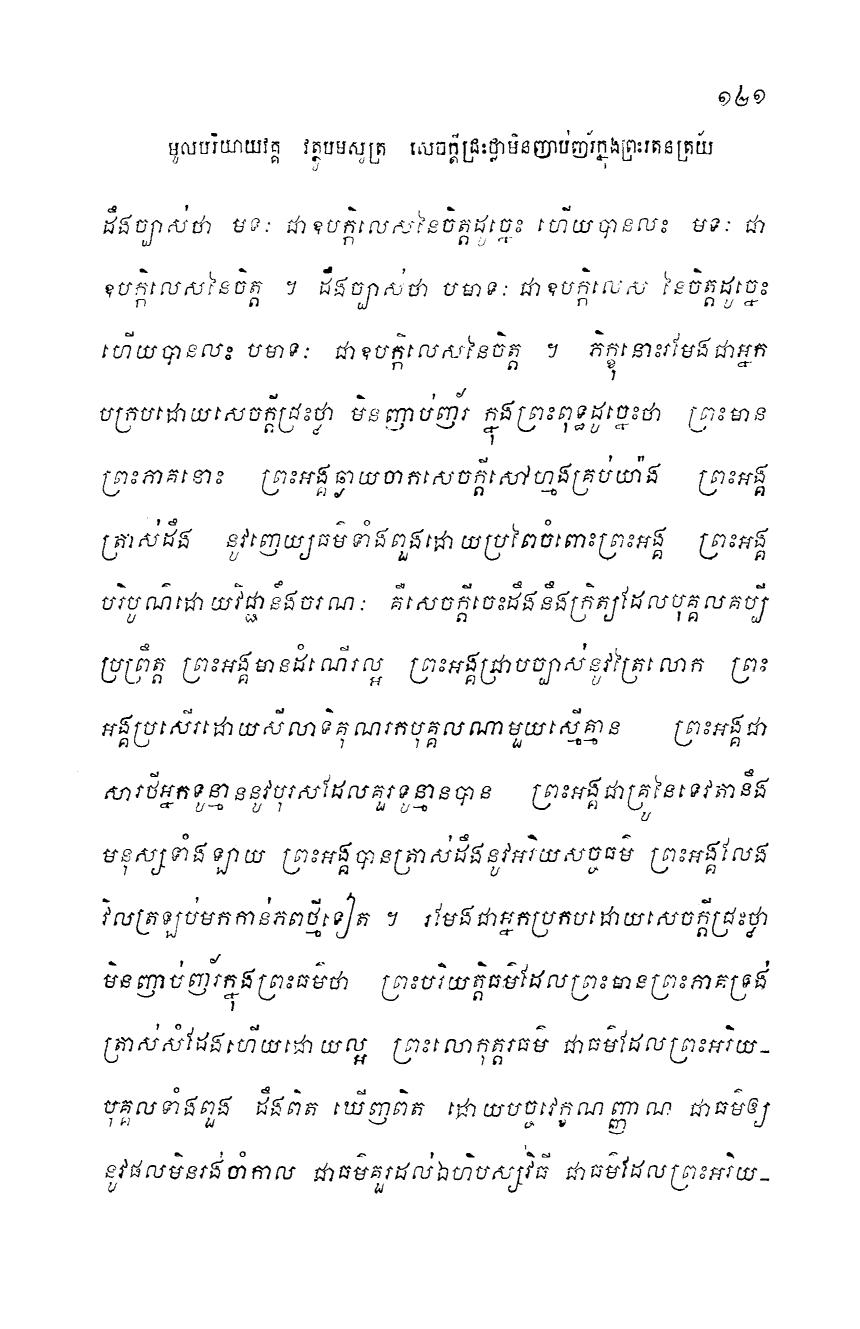 ១៤១
មូលបរិយាយវគ្គ វត្ថូបមសូត្រ សេចក្តីជ្រះថ្លាមិនញាប់ញ័រក្នុងព្រះរតនត្រ័យ
ដឹងច្បាស់ថា មទៈ ជាឧបក្កិលេសនៃចិត្តដូច្នេះ ហើយបានលះ មទៈ ជា
ឧបក្កិលេសនៃចិត្ត ។ ដឹងច្បាស់ថា បមាទៈ ជាឧបក្កិលេស នៃចិត្តដូច្នេះ
ហើយបានលះ បមាទៈ ជាឧបក្កិលេសនៃចិត្ត ។ ភិក្ខុនោះរមែងជាអ្នក
បក្របដោយសេចក្តីជ្រះថ្លា មិនញាប់ញ័រ ក្នុងព្រះពុទ្ធដូច្នេះថា ព្រះមាន
ព្រះភាគនោះ ព្រះអង្គឆ្ងាយចាកសេចក្តីសៅហ្មងគ្រប់យ៉ាង ព្រះអង្គ
ត្រាស់ដឹង នូវញេយ្យធម៌ទាំងពួងដោយប្រពៃចំពោះព្រះអង្គ ព្រះអង្គ
បរិបូណ៌ដោយវិជ្ជានឹងចរណៈ គឺសេចក្តីចេះដឹងនឹងក្រិត្យដែលបុគ្គលគប្បី
ប្រព្រឹត្ត ព្រះអង្គមានដំណើរល្អ ព្រះអង្គជ្រាបច្បាស់នូវត្រៃលោក ព្រះ
អង្គប្រសើរដោយសីលាទិគុណរកបុគ្គលណាមួយស្មើគ្មាន ព្រះអង្គជា
សារថីអ្នកទូន្មាននូវបុរសដែលគួរទូន្មានបាន ព្រះអង្គជាគ្រូនៃទេវតានឹង
មនុស្សទាំងឡាយ ព្រះអង្គបានត្រាស់ដឹងនូវអរិយសច្ចធម៌ ព្រះអង្គលែង
វិលត្រឡប់មកកាន់ភពថ្មីទៀត ។ រមែងជាអ្នកប្រកបដោយសេចក្តីជ្រះថ្លា
មិនញាប់ញ័រក្នុងព្រះធម៌ថា ព្រះបរិយត្តិធម៌ដែលព្រះមានព្រះភាគទ្រង់
ត្រាស់សំដែងហើយដោយល្អ ព្រះលោកុត្តរធម៌ ជាធម៌ដែលព្រះអរិយ-
បុគ្គលទាំងពួង ដឹងពិត ឃើញពិត ដោយបច្ចវេក្ខណញ្ញាណ ជាធម៌ឲ្យ
នូវផលមិនរង់ចាំកាល ជាធម៌គួរដល់ឯហិបស្សវិធី ជាធម៌ដែលព្រះអរិយ-